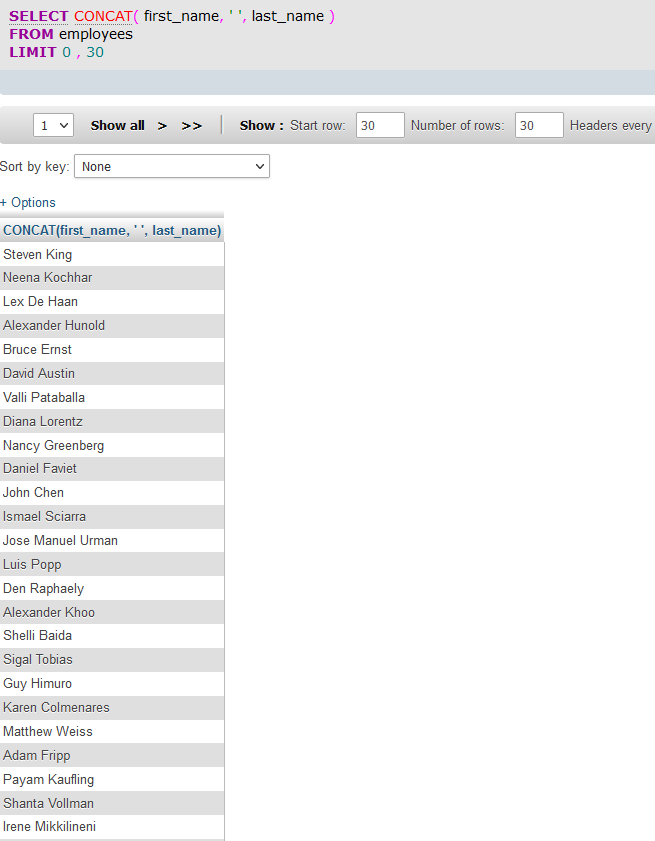 SELECT CONCAT( first_name, ' ', last_name )
FROM employees
LIMIT 0 , 30
1 Show all > >> Show : Start row: 30 Number of rows: 30 Headers every
Sort by key: None
+ Options
CONCAT(first_name, ' ', last_name)
Steven King
Neena Kochhar
Lex De Haan
Alexander Hunold
Bruce Ernst
David Austin
Valli Pataballa
Diana Lorentz
Nancy Greenberg
Daniel Faviet
John Chen
Ismael Sciarra
Jose Manuel Urman
Luis Popp
Den Raphaely
Alexander Khoo
Shelli Baida
Sigal Tobias
Guy Himuro
Karen Colmenares
Matthew Weiss
Adam Fripp
Payam Kaufling
Shanta Vollman
Irene Mikkilineni